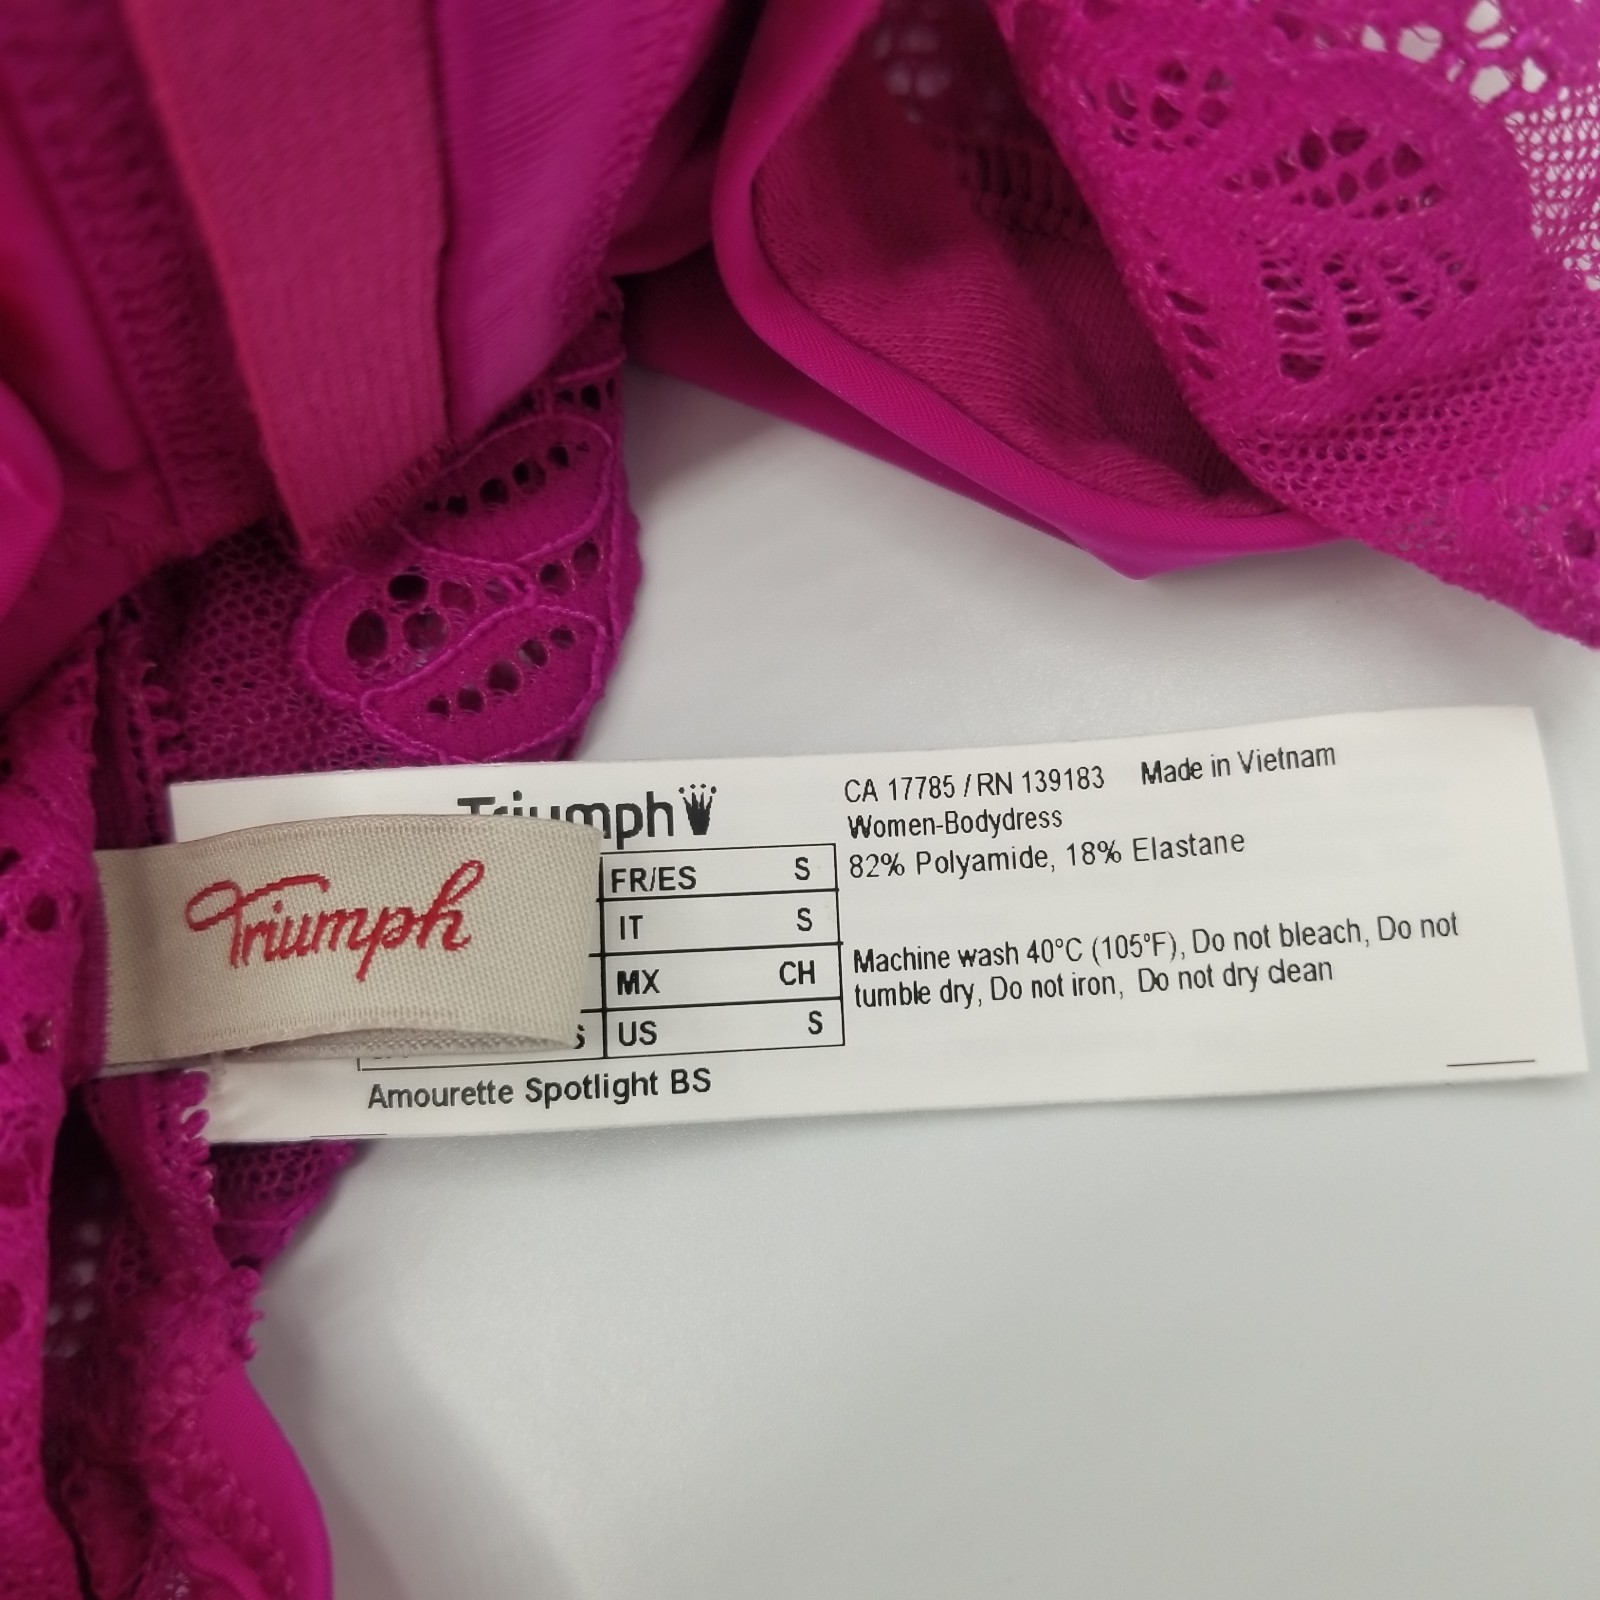 Triumph
Triumph
FR/ES S
IT S
MX CH
S US S
Amourette Spotlight BS
CA 17785 / RN 139183 Made in Vietnam
Women-Bodydress
82% Polyamide, 18% Elastane
Machine wash 40°C (105°F), Do not bleach, Do not
tumble dry, Do not iron, Do not dry clean